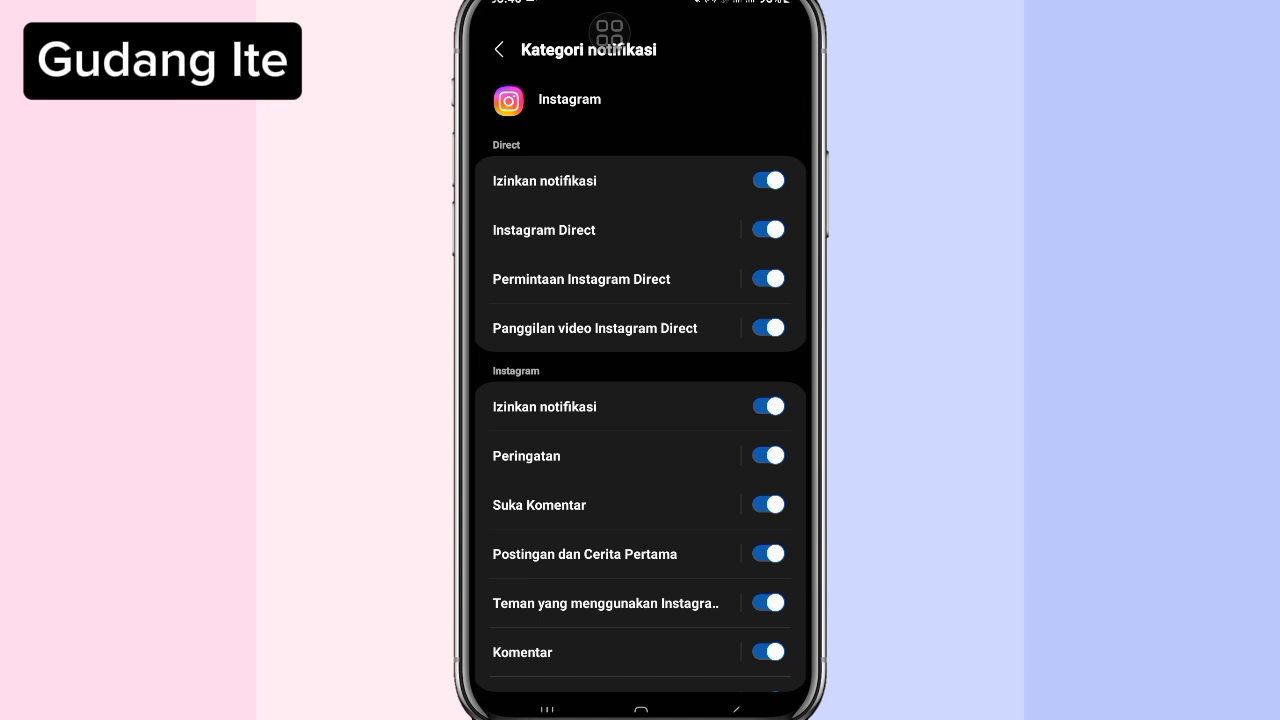 Gudang Ite
Kategori notifikasi
Instagram
Direct
Izinkan notifikasi
Instagram Direct
Permintaan Instagram Direct
Panggilan video Instagram Direct
Instagram
Izinkan notifikasi
Peringatan
Suka Komentar
Postingan dan Cerita Pertama
Teman yang menggunakan Instagra..
Komentar